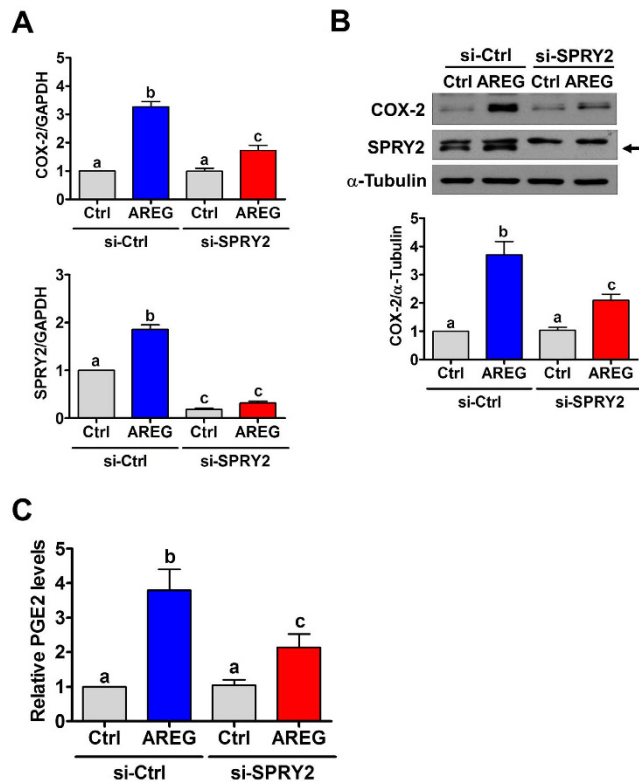 A
COX-2/GAPDH
4
3
2
1
0
a
b
a
c
Ctrl AREG Ctrl AREG
si-Ctrl si-SPRY2
SPRY2/GAPDH
3
2
1
0
a
b
c
c
Ctrl AREG Ctrl AREG
si-Ctrl si-SPRY2
B
si-Ctrl si-SPRY2
Ctrl AREG Ctrl AREG
COX-2
SPRY2
α-Tubulin
COX-2/α-Tubulin
5
4
3
2
1
0
a
b
a
c
Ctrl AREG Ctrl AREG
si-Ctrl si-SPRY2
C
Relative PGE2 levels
5
4
3
2
1
0
a
b
a
c
Ctrl AREG Ctrl AREG
si-Ctrl si-SPRY2